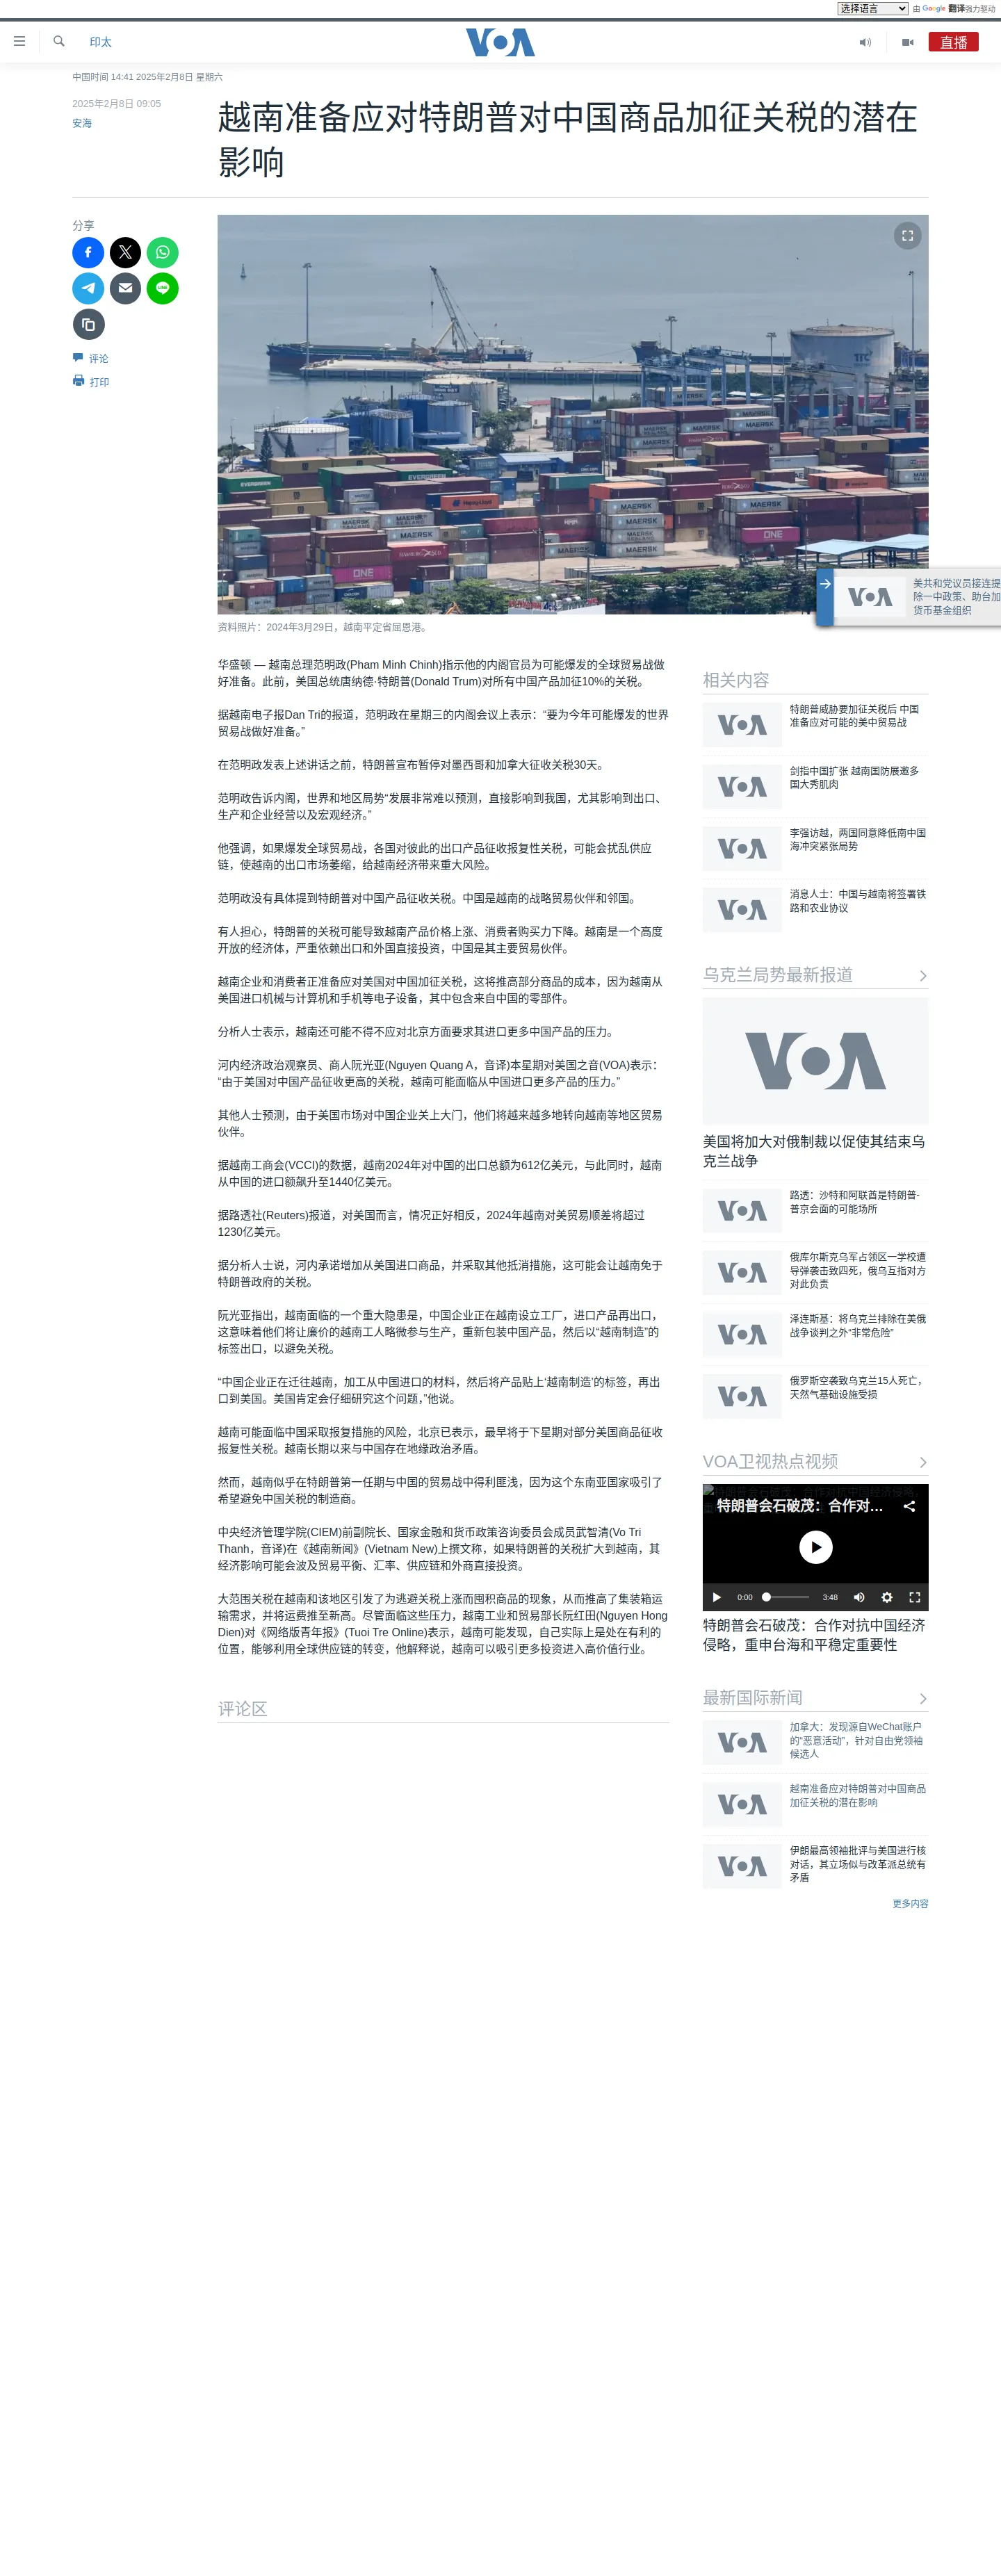 选择语言 由 Google 翻译强力驱动
印太
VOA
直播
中国时间 14:41 2025年2月8日 星期六
2025年2月8日 09:05
安海
越南准备应对特朗普对中国商品加征关税的潜在
影响
分享
评论
打印
资料照片：2024年3月29日，越南平定省屈恩港。
美共和党议员接连提
除一中政策、助台加
货币基金组织
华盛顿 — 越南总理范明政(Pham Minh Chinh)指示他的内阁官员为可能爆发的全球贸易战做
好准备。此前，美国总统唐纳德·特朗普(Donald Trum)对所有中国产品加征10%的关税。
据越南电子报Dan Tri的报道，范明政在星期三的内阁会议上表示：“要为今年可能爆发的世界
贸易战做好准备。”
在范明政发表上述讲话之前，特朗普宣布暂停对墨西哥和加拿大征收关税30天。
范明政告诉内阁，世界和地区局势“发展非常难以预测，直接影响到我国，尤其影响到出口、
生产和企业经营以及宏观经济。”
他强调，如果爆发全球贸易战，各国对彼此的出口产品征收报复性关税，可能会扰乱供应
链，使越南的出口市场萎缩，给越南经济带来重大风险。
范明政没有具体提到特朗普对中国产品征收关税。中国是越南的战略贸易伙伴和邻国。
有人担心，特朗普的关税可能导致越南产品价格上涨、消费者购买力下降。越南是一个高度
开放的经济体，严重依赖出口和外国直接投资，中国是其主要贸易伙伴。
越南企业和消费者正准备应对美国对中国加征关税，这将推高部分商品的成本，因为越南从
美国进口机械与计算机和手机等电子设备，其中包含来自中国的零部件。
分析人士表示，越南还可能不得不应对北京方面要求其进口更多中国产品的压力。
河内经济政治观察员、商人阮光亚(Nguyen Quang A，音译)本星期对美国之音(VOA)表示：
“由于美国对中国产品征收更高的关税，越南可能面临从中国进口更多产品的压力。”
其他人士预测，由于美国市场对中国企业关上大门，他们将越来越多地转向越南等地区贸易
伙伴。
据越南工商会(VCCI)的数据，越南2024年对中国的出口总额为612亿美元，与此同时，越南
从中国的进口额飙升至1440亿美元。
据路透社(Reuters)报道，对美国而言，情况正好相反，2024年越南对美贸易顺差将超过
1230亿美元。
据分析人士说，河内承诺增加从美国进口商品，并采取其他抵消措施，这可能会让越南免于
特朗普政府的关税。
阮光亚指出，越南面临的一个重大隐患是，中国企业正在越南设立工厂，进口产品再出口，
这意味着他们将让廉价的越南工人略微参与生产，重新包装中国产品，然后以“越南制造”的
标签出口，以避免关税。
“中国企业正在迁往越南，加工从中国进口的材料，然后将产品贴上‘越南制造’的标签，再出
口到美国。美国肯定会仔细研究这个问题，”他说。
越南可能面临中国采取报复措施的风险，北京已表示，最早将于下星期对部分美国商品征收
报复性关税。越南长期以来与中国存在地缘政治矛盾。
然而，越南似乎在特朗普第一任期与中国的贸易战中得利匪浅，因为这个东南亚国家吸引了
希望避免中国关税的制造商。
中央经济管理学院(CIEM)前副院长、国家金融和货币政策咨询委员会成员武智清(Vo Tri
Thanh，音译)在《越南新闻》(Vietnam New)上撰文称，如果特朗普的关税扩大到越南，其
经济影响可能会波及贸易平衡、汇率、供应链和外商直接投资。
大范围关税在越南和该地区引发了为逃避关税上涨而囤积商品的现象，从而推高了集装箱运
输需求，并将运费推至新高。尽管面临这些压力，越南工业和贸易部长阮红田(Nguyen Hong
Dien)对《网络版青年报》(Tuoi Tre Online)表示，越南可能发现，自己实际上是处在有利的
位置，能够利用全球供应链的转变，他解释说，越南可以吸引更多投资进入高价值行业。
评论区
相关内容
特朗普威胁要加征关税后 中国
准备应对可能的美中贸易战
剑指中国扩张 越南国防展邀多
国大秀肌肉
李强访越，两国同意降低南中国
海冲突紧张局势
消息人士：中国与越南将签署铁
路和农业协议
乌克兰局势最新报道
美国将加大对俄制裁以促使其结束乌
克兰战争
路透：沙特和阿联酋是特朗普-
普京会面的可能场所
俄库尔斯克乌军占领区一学校遭
导弹袭击致四死，俄乌互指对方
对此负责
泽连斯基：将乌克兰排除在美俄
战争谈判之外“非常危险”
俄罗斯空袭致乌克兰15人死亡，
天然气基础设施受损
VOA卫视热点视频
特朗普会石破茂：合作对...
0:00 3:48
特朗普会石破茂：合作对抗中国经济
侵略，重申台海和平稳定重要性
最新国际新闻
加拿大：发现源自WeChat账户
的“恶意活动”，针对自由党领袖
候选人
越南准备应对特朗普对中国商品
加征关税的潜在影响
伊朗最高领袖批评与美国进行核
对话，其立场似与改革派总统有
矛盾
更多内容